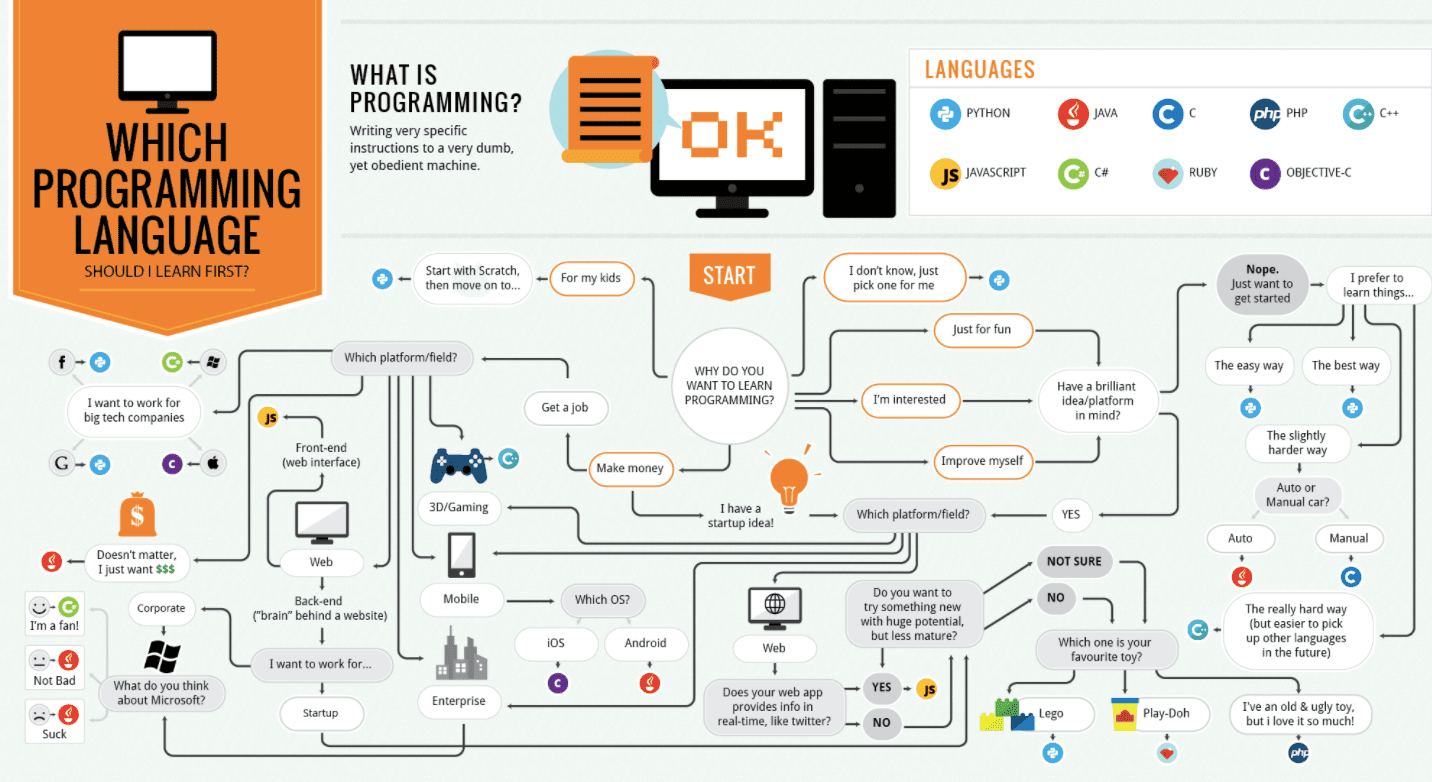 WHICH
PROGRAMMING
LANGUAGE
SHOULD I LEARN FIRST?
WHAT IS
PROGRAMMING?
Writing very specific
instructions to a very dumb,
yet obedient machine.
OK
LANGUAGES
PYTHON
JAVA
C
C
php
PHP
C++
C++
JS
JAVASCRIPT
C#
C#
RUBY
C
OBJECTIVE-C
START
WHY DO YOU
WANT TO LEARN
PROGRAMMING?
For my kids
Start with Scratch,
then move on to...
I don't know, just
pick one for me
Just for fun
I'm interested
Improve myself
Have a brilliant
idea/platform
in mind?
Nope.
Just want to
get started
I prefer to
learn things...
The easy way
The best way
The slightly
harder way
Auto or
Manual car?
Auto
Manual
C
The really hard way
(but easier to pick
up other languages
in the future)
C++
YES
Which platform/field?
Make money
I have a
startup idea!
Get a job
Which platform/field?
I want to work for
big tech companies
f
C#
G
C
$
Doesn't matter,
I just want $$$
JS
Front-end
(web interface)
Web
Back-end
("brain" behind a website)
I want to work for...
Corporate
Startup
What do you think
about Microsoft?
C#
I'm a fan!
Not Bad
Suck
C++
3D/Gaming
Mobile
Which OS?
iOS
Android
C
Enterprise
Web
Does your web app
provides info in
real-time, like twitter?
YES
JS
NO
Do you want to
try something new
with huge potential,
but less mature?
NOT SURE
NO
Which one is your
favourite toy?
Lego
Play-Doh
I've an old & ugly toy,
but i love it so much!
php